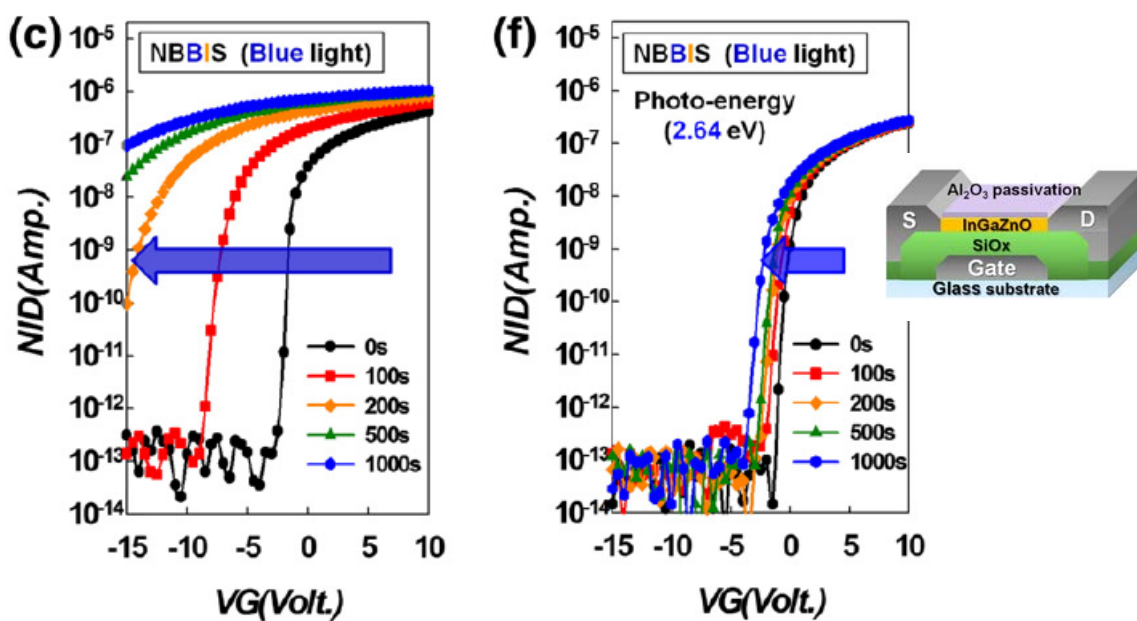 (c)
NBBIS (Blue light)
NID(Amp.)
10-5
10-6
10-7
10-8
10-9
10-10
10-11
10-12
10-13
10-14
0s
100s
200s
500s
1000s
-15 -10 -5 0 5 10
VG(Volt.)
(f)
NBBIS (Blue light)
Photo-energy
(2.64 eV)
NID(Amp.)
10-5
10-6
10-7
10-8
10-9
10-10
10-11
10-12
10-13
10-14
0s
100s
200s
500s
1000s
-15 -10 -5 0 5 10
VG(Volt.)
Al2O3 passivation
S D
InGaZnO
SiOx
Gate
Glass substrate